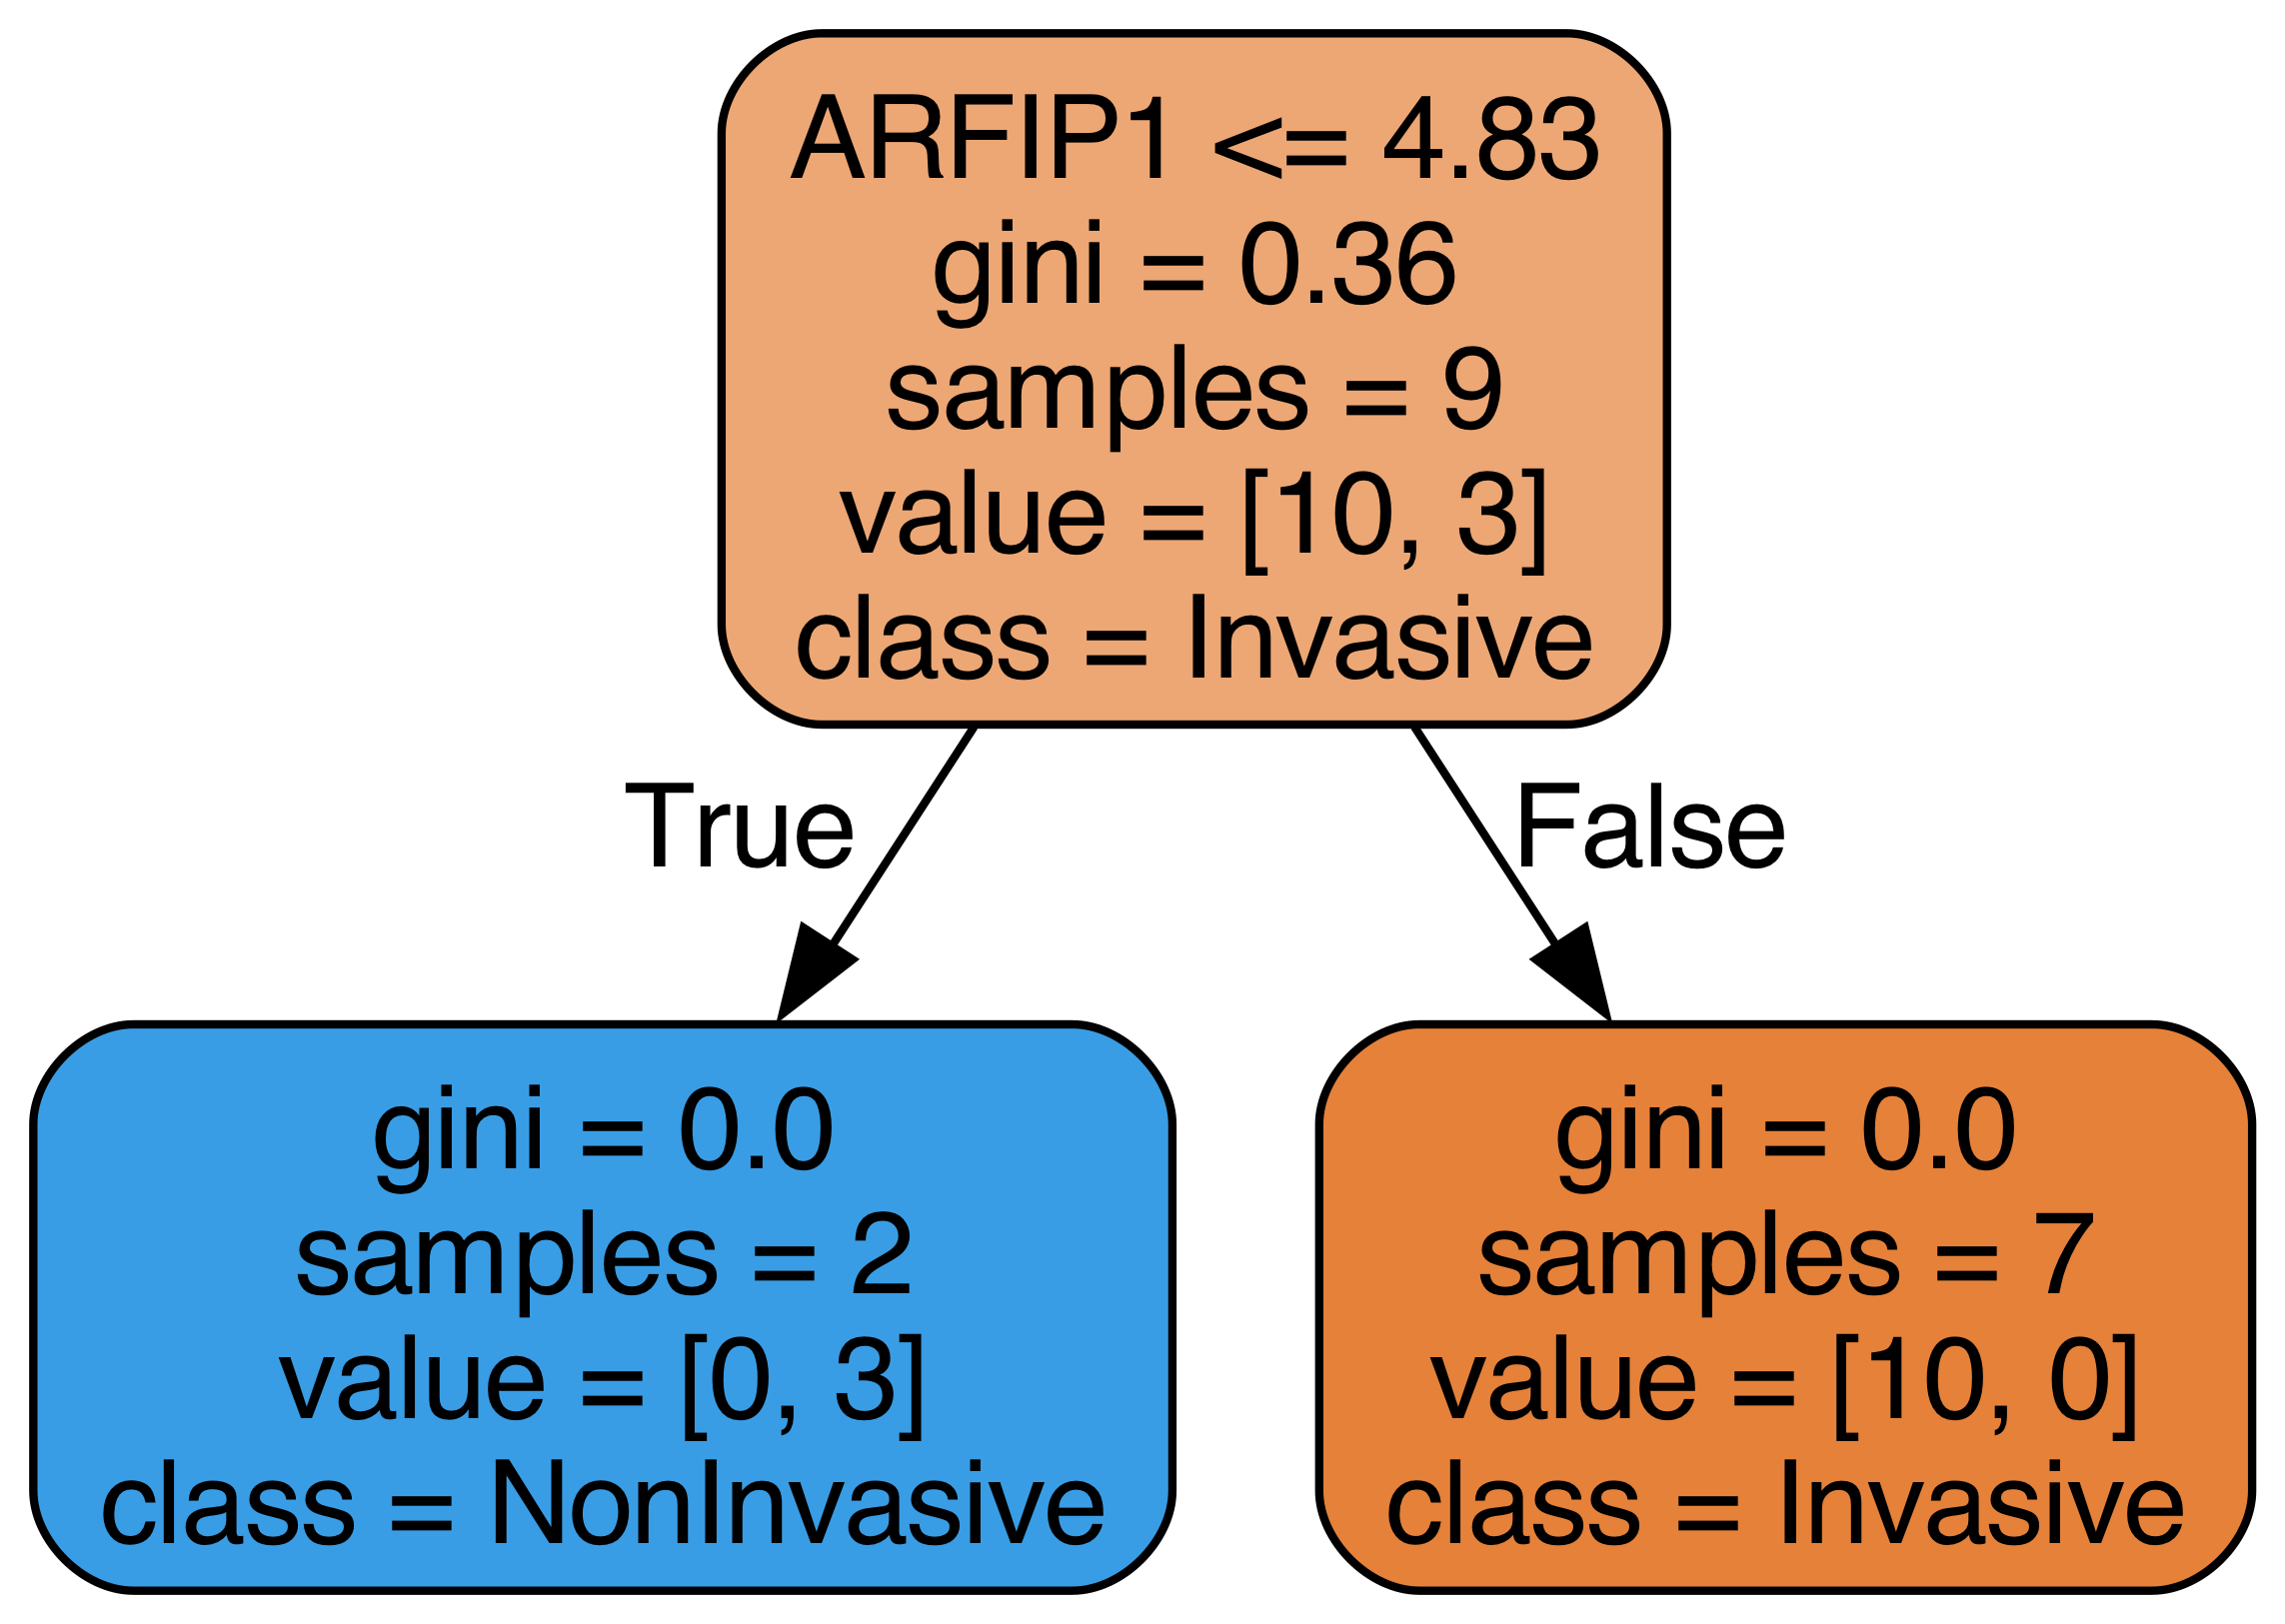 ARFIP1 <= 4.83
gini = 0.36
samples = 9
value = [10, 3]
class = Invasive
True
False
gini = 0.0
samples = 2
value = [0, 3]
class = NonInvasive
gini = 0.0
samples = 7
value = [10, 0]
class = Invasive